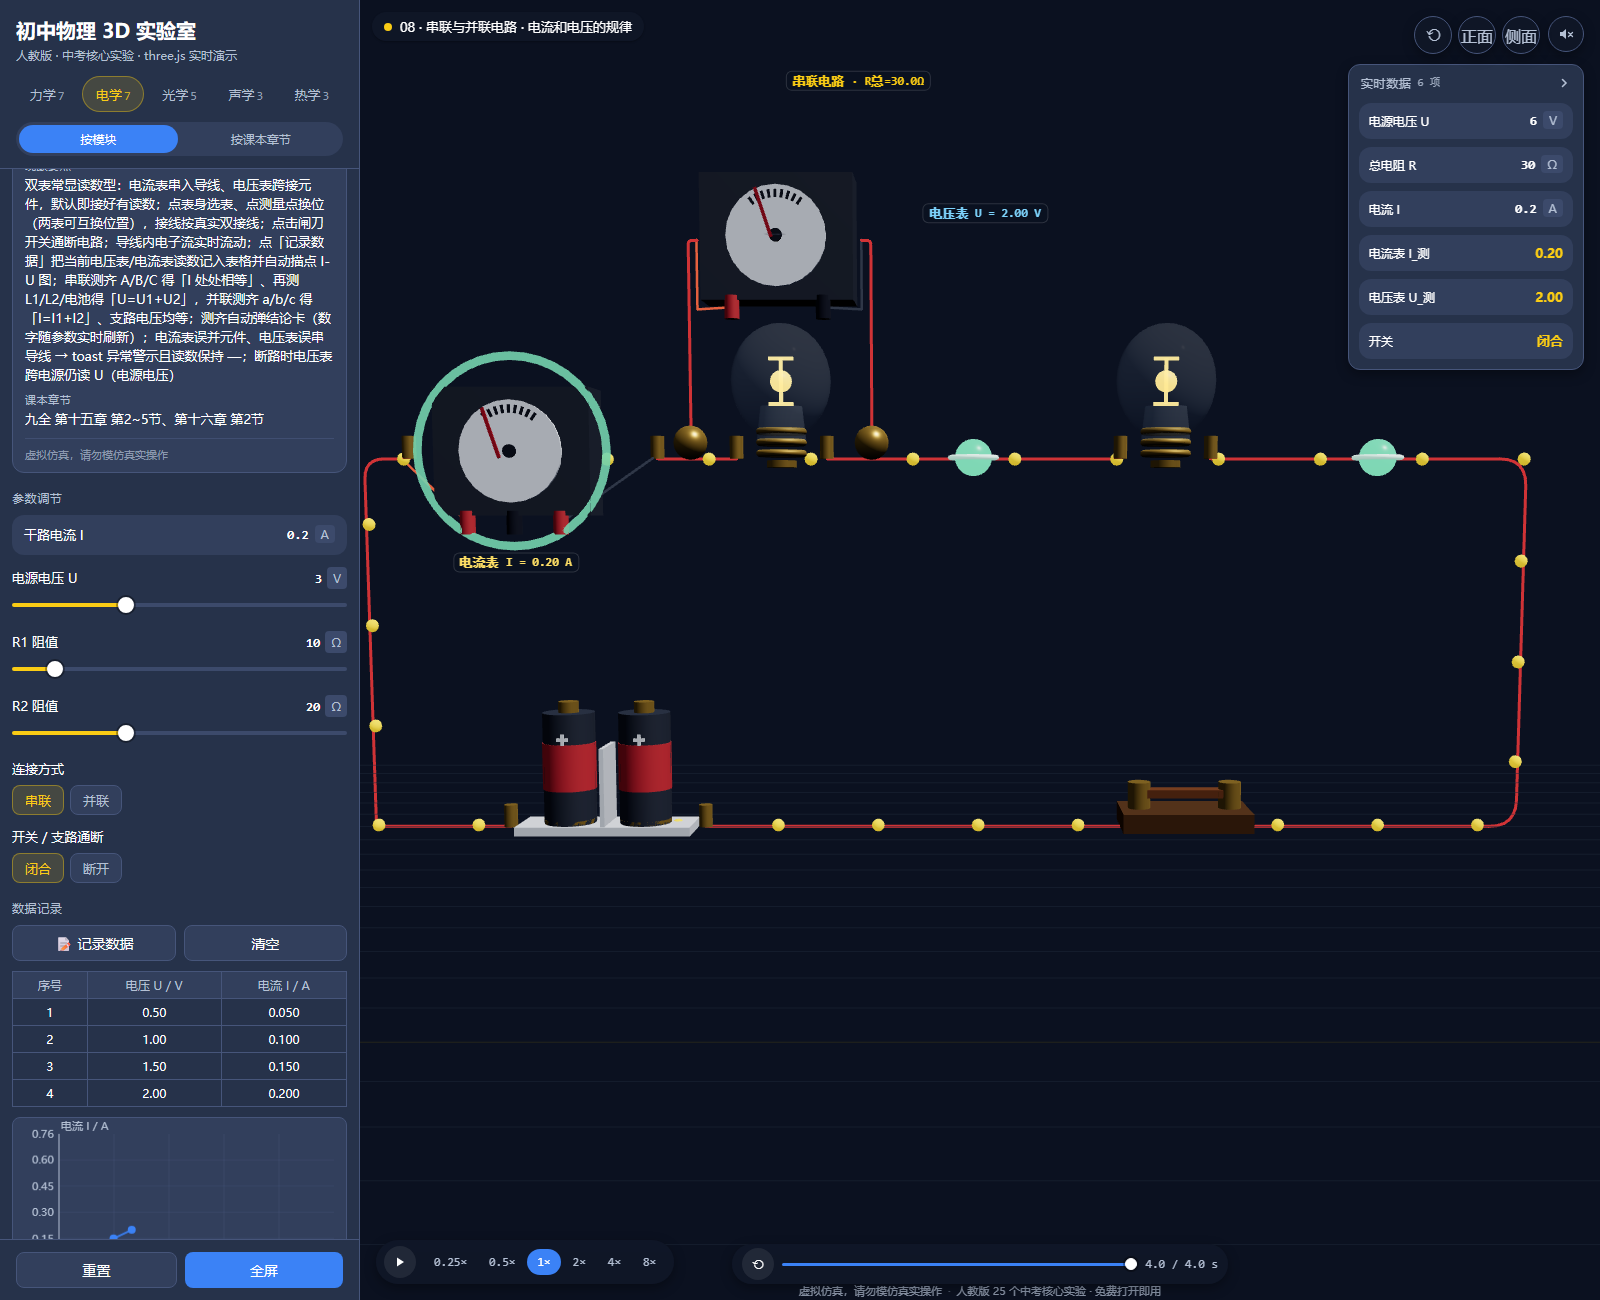 初中物理 3D 实验室
人教版 · 中考核心实验 · three.js 实时演示
力学7
电学7
光学5
声学3
热学3
按模块
按课本章节
双表常显读数型：电流表串入导线、电压表跨接元
件，默认即接好有读数；点表身选表、点测量点换位
（两表可互换位置），接线按真实双接线；点击闸刀
开关通断电路；导线内电子流实时流动；点「记录数
据」把当前电压表/电流表读数记入表格并自动描点 I-
U 图；串联测齐 A/B/C 得「I 处处相等」、再测
L1/L2/电池得「U=U1+U2」，并联测齐 a/b/c 得
「I=I1+I2」、支路电压均等；测齐自动弹结论卡（数
字随参数实时刷新）；电流表误并元件、电压表误串
导线 → toast 异常警示且读数保持 —；断路时电压表
跨电源仍读 U（电源电压）
课本章节
九全 第十五章 第2~5节、第十六章 第2节
虚拟仿真，请勿模仿真实操作
参数调节
干路电流 I 0.2 A
电源电压 U 3 V
R1 阻值 10 Ω
R2 阻值 20 Ω
连接方式
串联
并联
开关 / 支路通断
闭合
断开
数据记录
📝 记录数据
清空
序号 电压 U / V 电流 I / A
1 0.50 0.050
2 1.00 0.100
3 1.50 0.150
4 2.00 0.200
电流 I / A
0.76
0.60
0.45
0.30
0.15
重置
全屏
08 · 串联与并联电路 · 电流和电压的规律
串联电路 · R总=30.0Ω
电压表 U = 2.00 V
电流表 I = 0.20 A
正面
侧面
实时数据 6 项
电源电压 U 6 V
总电阻 R 30 Ω
电流 I 0.2 A
电流表 I_测 0.20
电压表 U_测 2.00
开关 闭合
0.25×
0.5×
1×
2×
4×
8×
4.0 / 4.0 s
虚拟仿真，请勿模仿真实操作 · 人教版 25 个中考核心实验 · 免费打开即用